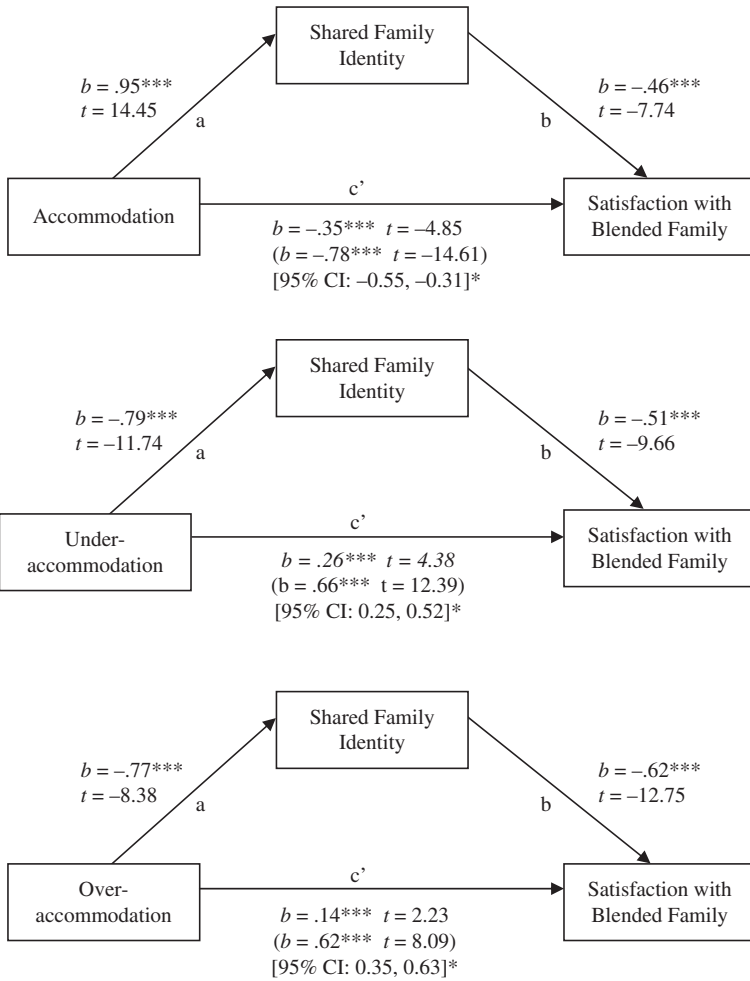 Shared Family
Identity
b = .95***
t = 14.45
a
b = –.46***
t = –7.74
b
Accommodation
c’
Satisfaction with
Blended Family
b = –.35*** t = –4.85
(b = –.78*** t = –14.61)
[95% CI: –0.55, –0.31]*
Shared Family
Identity
b = –.79***
t = –11.74
a
b = –.51***
t = –9.66
b
Under-
accommodation
c’
Satisfaction with
Blended Family
b = .26*** t = 4.38
(b = .66*** t = 12.39)
[95% CI: 0.25, 0.52]*
Shared Family
Identity
b = –.77***
t = –8.38
a
b = –.62***
t = –12.75
b
Over-
accommodation
c’
Satisfaction with
Blended Family
b = .14*** t = 2.23
(b = .62*** t = 8.09)
[95% CI: 0.35, 0.63]*